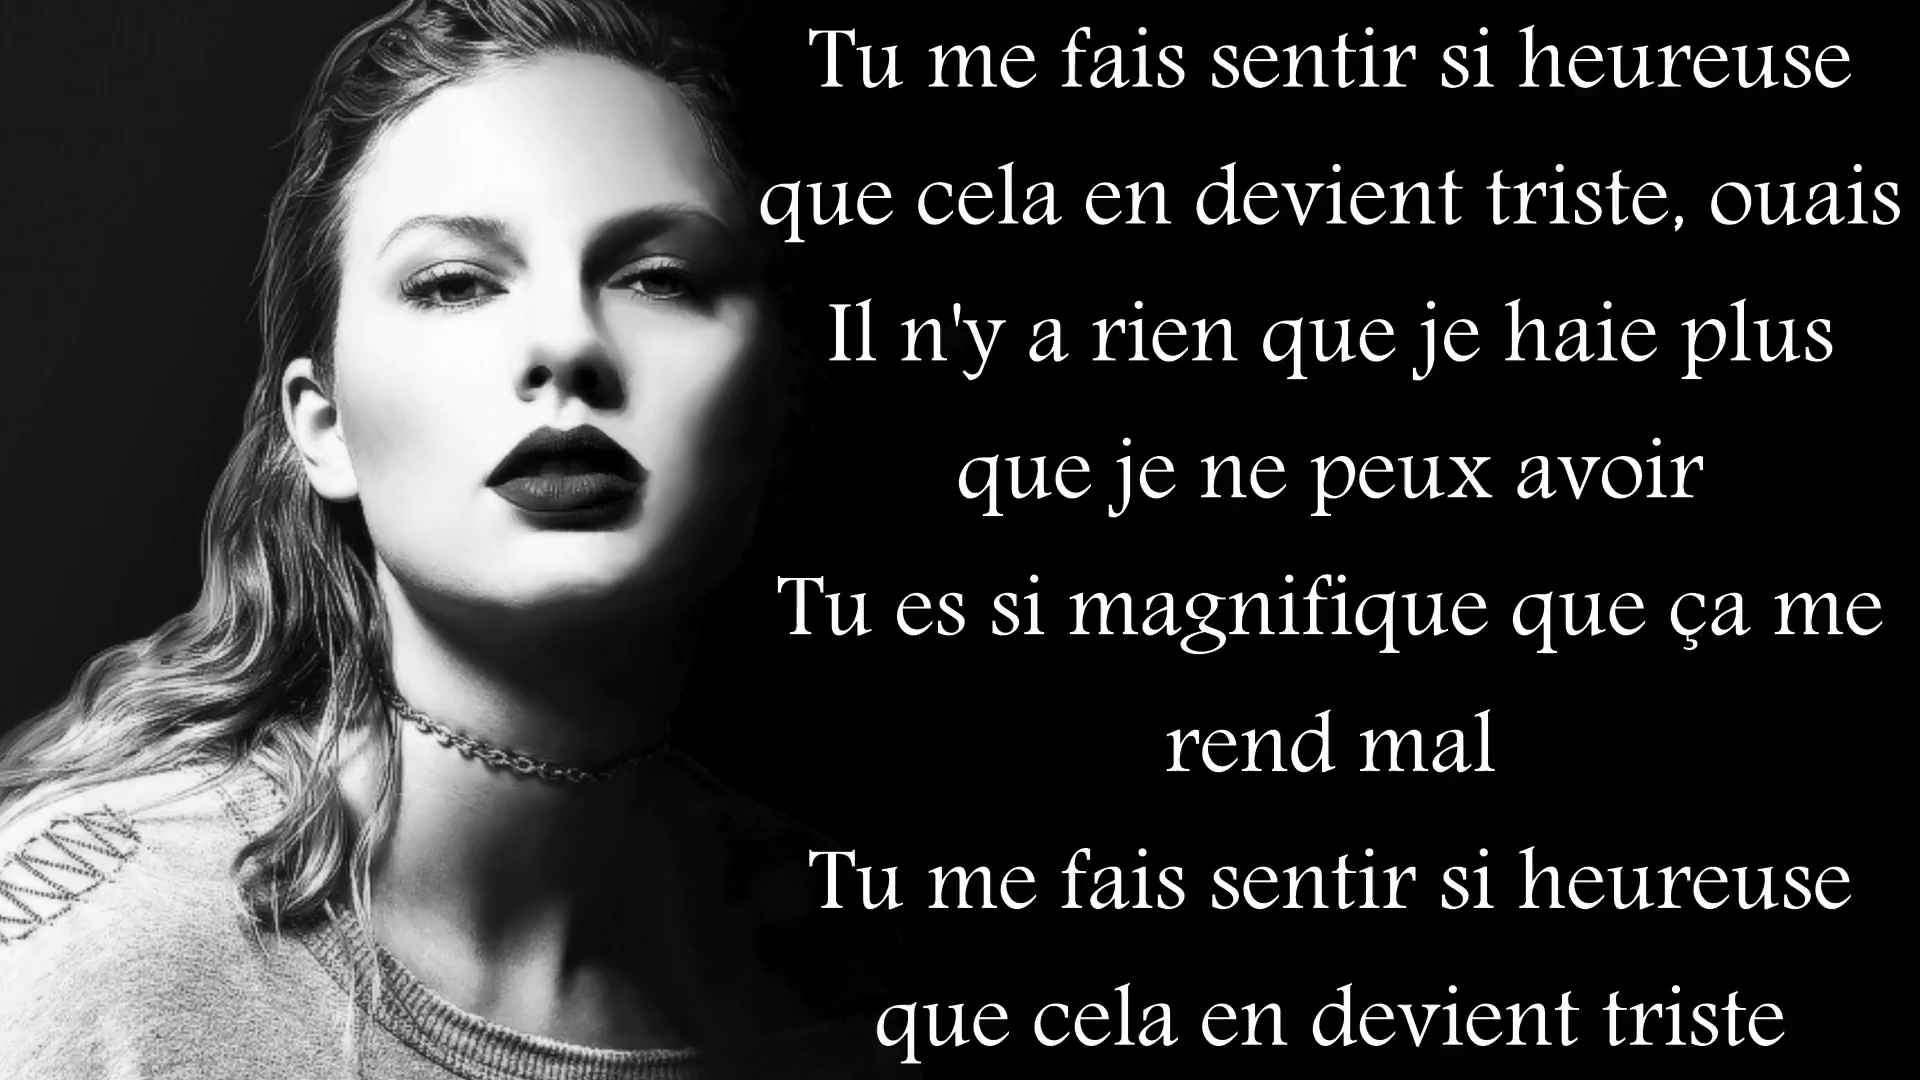 Tu me fais sentir si heureuse
que cela en devient triste, ouais
Il n'y a rien que je haie plus
que je ne peux avoir
Tu es si magnifique que ça me
rend mal
Tu me fais sentir si heureuse
que cela en devient triste